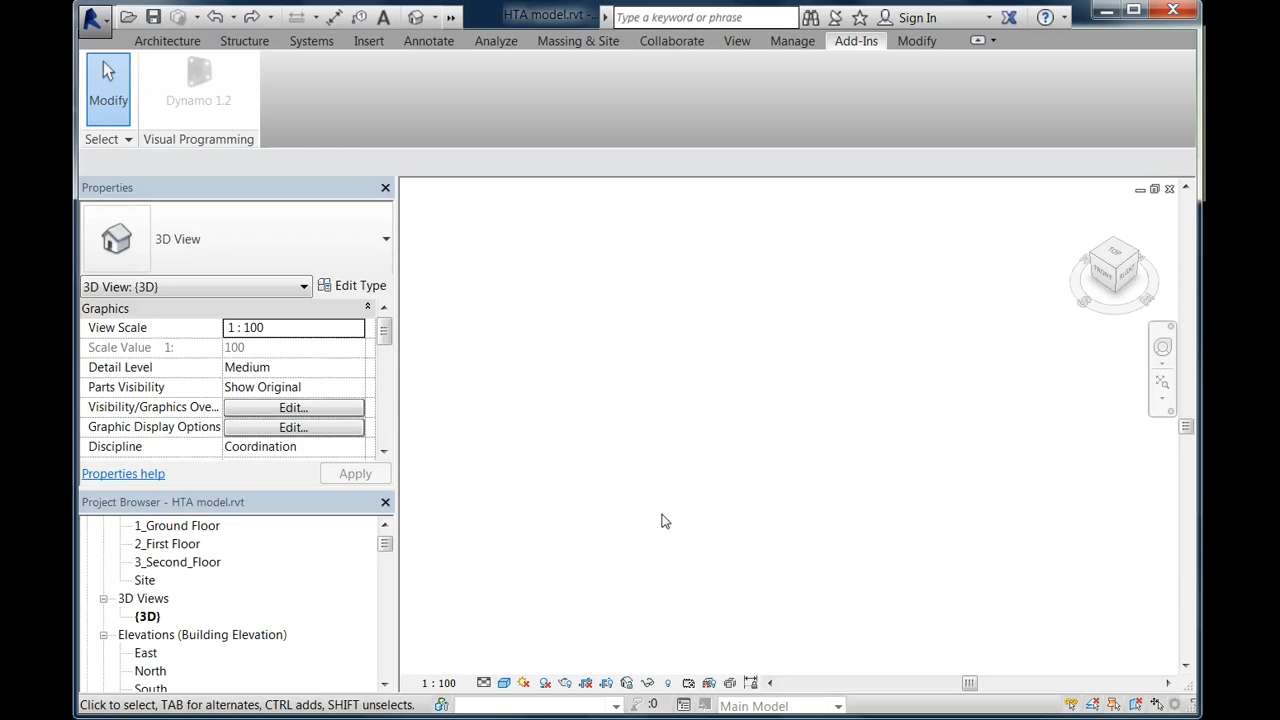 HTA model.rvt -...
Type a keyword or phrase
Sign In
Architecture Structure Systems Insert Annotate Analyze Massing & Site Collaborate View Manage Add-Ins Modify
Modify
Dynamo 1.2
Select
Visual Programming
Properties
3D View
3D View: {3D}
Edit Type
Graphics
View Scale 1 : 100
Scale Value 1: 100
Detail Level Medium
Parts Visibility Show Original
Visibility/Graphics Ove... Edit...
Graphic Display Options Edit...
Discipline Coordination
Properties help
Apply
Project Browser - HTA model.rvt
1_Ground Floor
2_First Floor
3_Second_Floor
Site
3D Views
{3D}
Elevations (Building Elevation)
East
North
South
TOP
FRONT
RIGHT
1 : 100
Click to select, TAB for alternates, CTRL adds, SHIFT unselects.
:0
Main Model